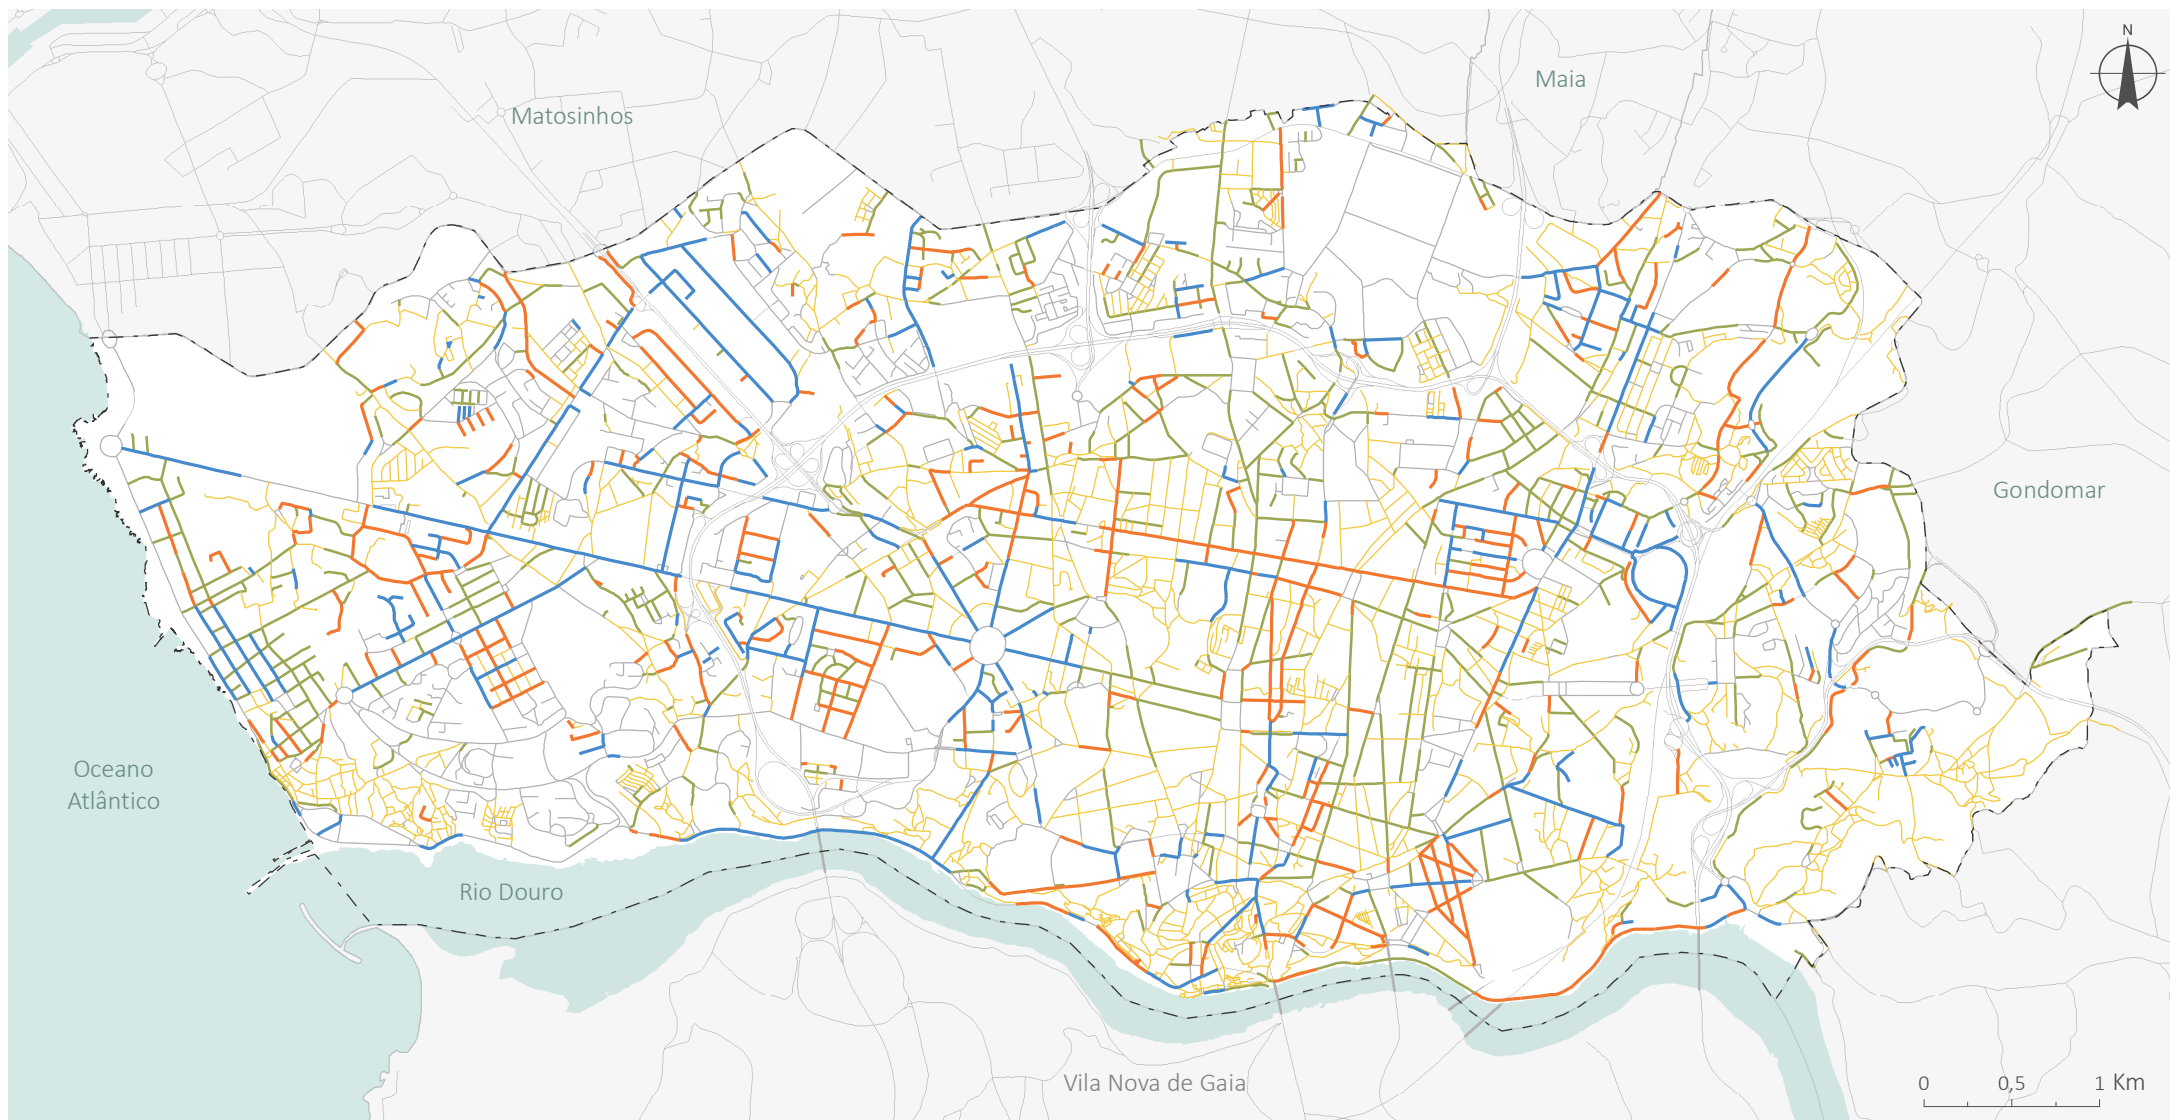 N
Maia
Matosinhos
Gondomar
Oceano
Atlântico
Rio Douro
Vila Nova de Gaia
0 0,5 1 Km